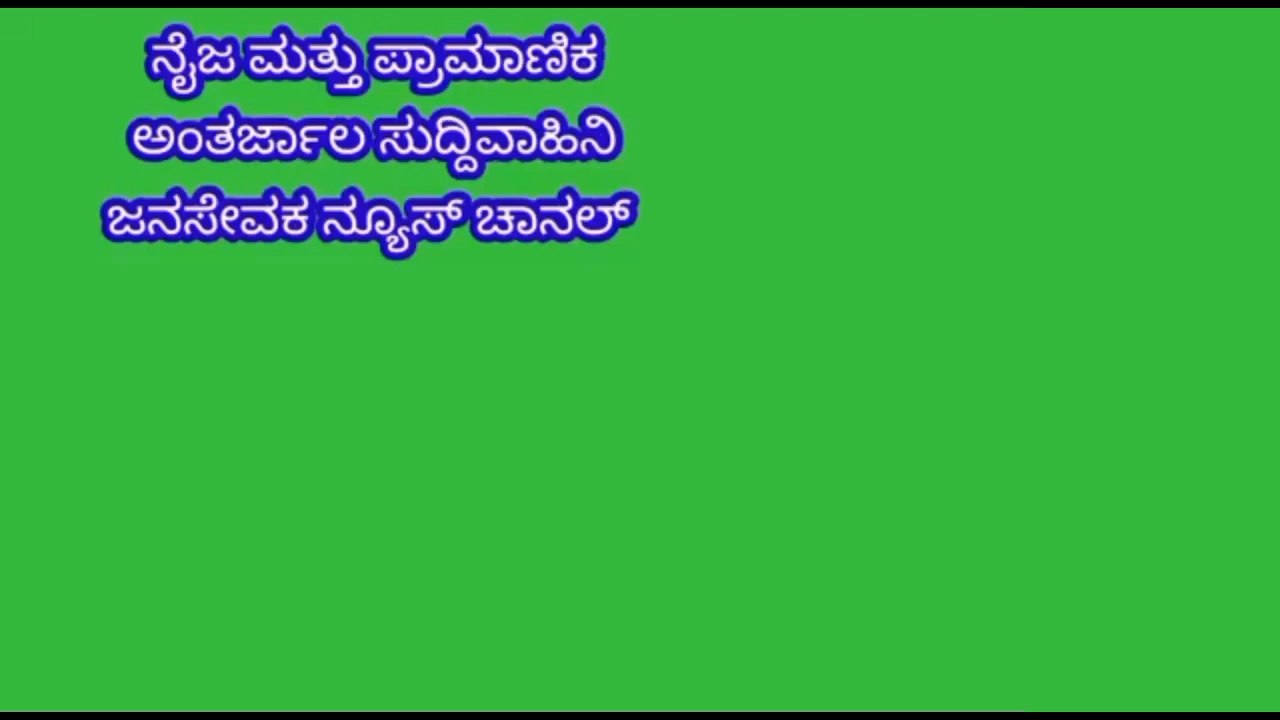 ನೈಜ ಮತ್ತು ಪ್ರಾಮಾಣಿಕ
ಅಂತರ್ಜಾಲ ಸುದ್ದಿವಾಹಿನಿ
ಜನಸೇವಕ ನ್ಯೂಸ್ ಚಾನಲ್